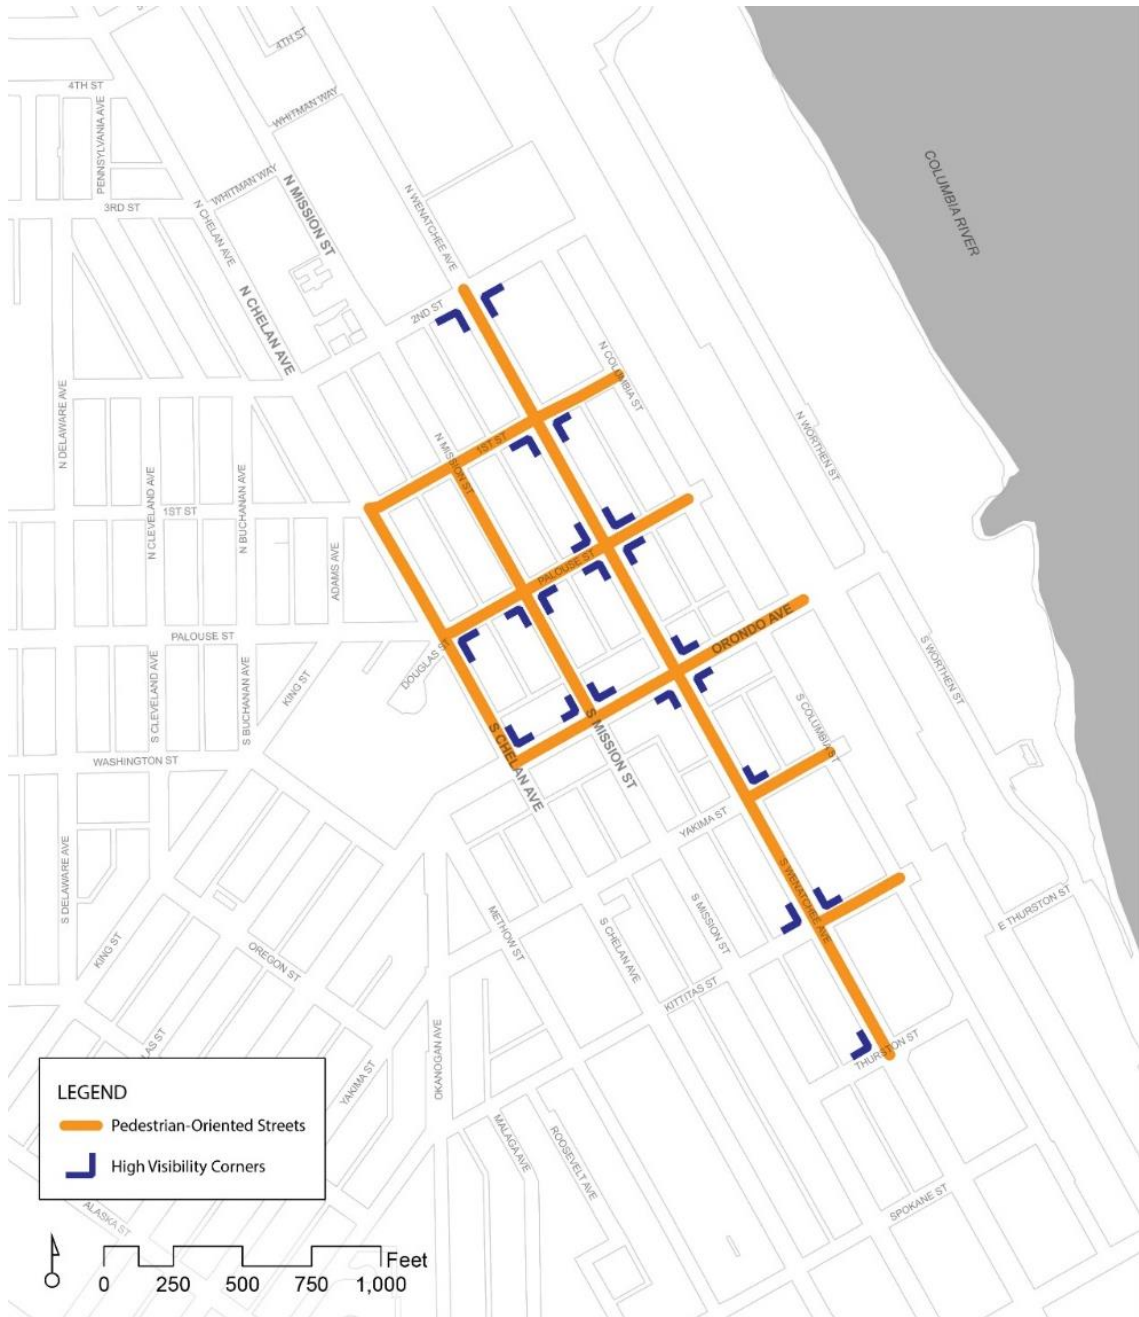 4TH ST
4TH ST
WHITMAN WAY
PENNSYLVANIA AVE
WHITMAN WAY
3RD ST
N CHELAN AVE
N MISSION ST
N WENATCHEE AVE
COLUMBIA RIVER
N CHELAN AVE
2ND ST
N COLUMBIA ST
N DELAWARE AVE
N WORTHEN ST
N MISSION ST
1ST ST
N CLEVELAND AVE
N BUCHANAN AVE
1ST ST
ADAMS AVE
PALOUSE ST
PALOUSE ST
DOUGLAS ST
ORONDO AVE
S WORTHEN ST
KING ST
S CLEVELAND AVE
S BUCHANAN AVE
S COLUMBIA ST
S CHELAN AVE
S MISSION ST
WASHINGTON ST
YAKIMA ST
S DELAWARE AVE
S WENATCHEE AVE
METHOW ST
S CHELAN AVE
S MISSION ST
E THURSTON ST
KING ST
OREGON ST
KITTITAS ST
LAS ST
YAKIMA ST
OKANOGAN AVE
THURSTON ST
MALAGA AVE
ROOSEVELT AVE
SPOKANE ST
LEGEND
Pedestrian-Oriented Streets
High Visibility Corners
ALASKA ST
Feet
0 250 500 750 1,000